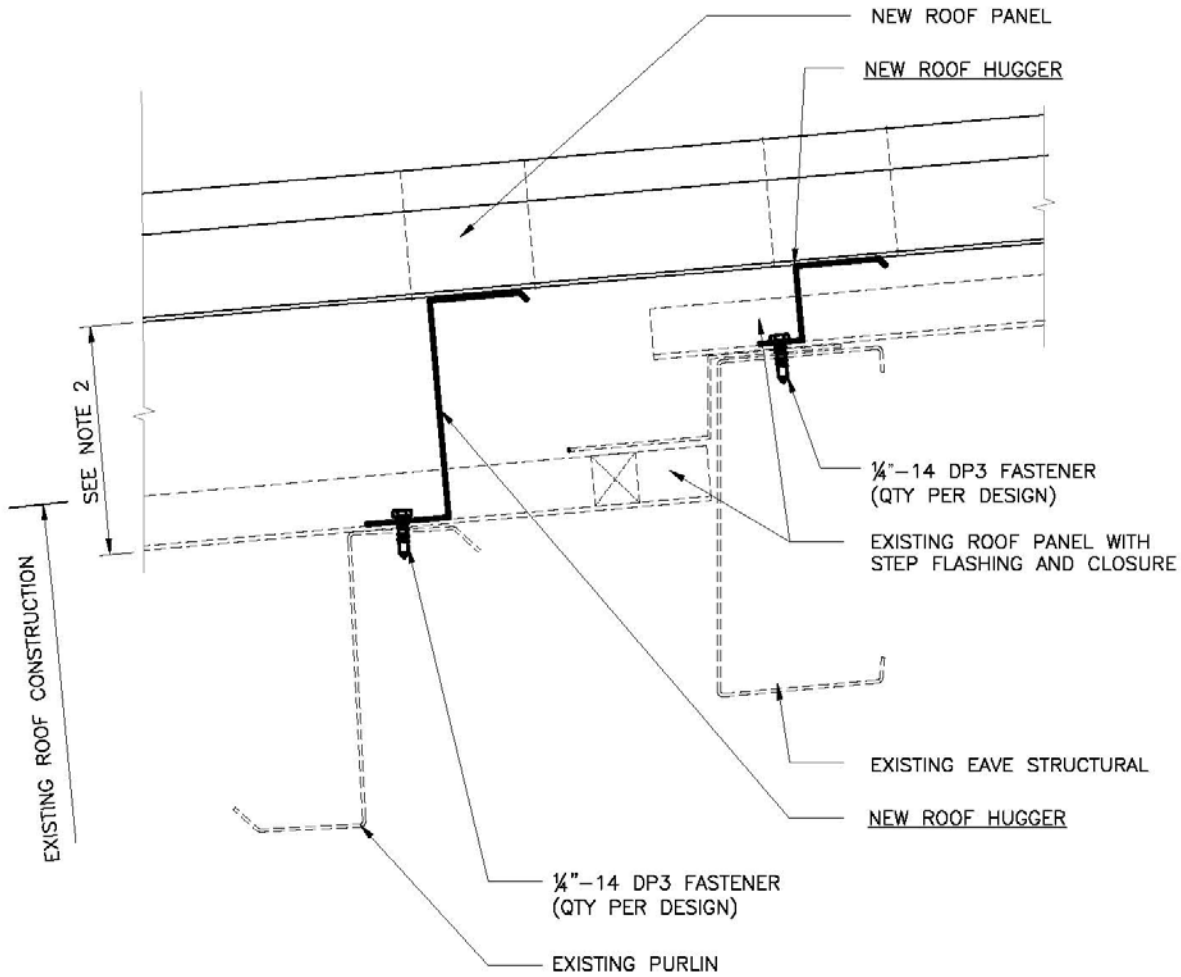 NEW ROOF PANEL
NEW ROOF HUGGER
SEE NOTE 2
¼"-14 DP3 FASTENER
(QTY PER DESIGN)
EXISTING ROOF PANEL WITH
STEP FLASHING AND CLOSURE
EXISTING ROOF CONSTRUCTION
EXISTING EAVE STRUCTURAL
NEW ROOF HUGGER
¼"-14 DP3 FASTENER
(QTY PER DESIGN)
EXISTING PURLIN